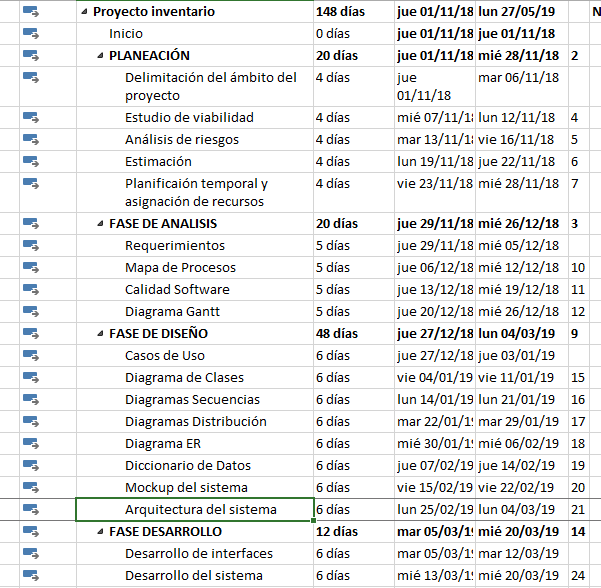 Proyecto inventario 148 días jue 01/11/18 lun 27/05/19 N
Inicio 0 días jue 01/11/18 jue 01/11/18
PLANEACIÓN 20 días jue 01/11/18 mié 28/11/18 2
Delimitación del ámbito del 4 días jue mar 06/11/18
proyecto 01/11/18
Estudio de viabilidad 4 días mié 07/11/18 lun 12/11/18 4
Análisis de riesgos 4 días mar 13/11/18 vie 16/11/18 5
Estimación 4 días lun 19/11/18 jue 22/11/18 6
Planificaión temporal y 4 días vie 23/11/18 mié 28/11/18 7
asignación de recursos
FASE DE ANALISIS 20 días jue 29/11/18 mié 26/12/18 3
Requerimientos 5 días jue 29/11/18 mié 05/12/18
Mapa de Procesos 5 días jue 06/12/18 mié 12/12/18 10
Calidad Software 5 días jue 13/12/18 mié 19/12/18 11
Diagrama Gantt 5 días jue 20/12/18 mié 26/12/18 12
FASE DE DISEÑO 48 días jue 27/12/18 lun 04/03/19 9
Casos de Uso 6 días jue 27/12/18 jue 03/01/19
Diagrama de Clases 6 días vie 04/01/19 vie 11/01/19 15
Diagramas Secuencias 6 días lun 14/01/19 lun 21/01/19 16
Diagramas Distribución 6 días mar 22/01/19 mar 29/01/19 17
Diagrama ER 6 días mié 30/01/19 mié 06/02/19 18
Diccionario de Datos 6 días jue 07/02/19 jue 14/02/19 19
Mockup del sistema 6 días vie 15/02/19 vie 22/02/19 20
Arquitectura del sistema 6 días lun 25/02/19 lun 04/03/19 21
FASE DESARROLLO 12 días mar 05/03/19 mié 20/03/19 14
Desarrollo de interfaces 6 días mar 05/03/19 mar 12/03/19
Desarrollo del sistema 6 días mié 13/03/19 mié 20/03/19 24